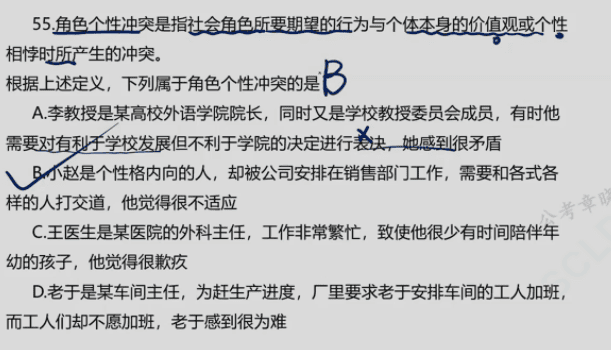 55.角色个性冲突是指社会角色所要期望的行为与个体本身的价值观或个性
相悖时所产生的冲突。
根据上述定义，下列属于角色个性冲突的是 B
A.李教授是某高校外语学院院长，同时又是学校教授委员会成员，有时他
需要对有利于学校发展但不利于学院的决定进行表决，她感到很矛盾
B.小赵是个性格内向的人，却被公司安排在销售部门工作，需要和各式各
样的人打交道，他觉得很不适应
C.王医生是某医院的外科主任，工作非常繁忙，致使他很少有时间陪伴年
幼的孩子，他觉得很歉疚
D.老于是某车间主任，为赶生产进度，厂里要求老于安排车间的工人加班，
而工人们却不愿加班，老于感到很为难